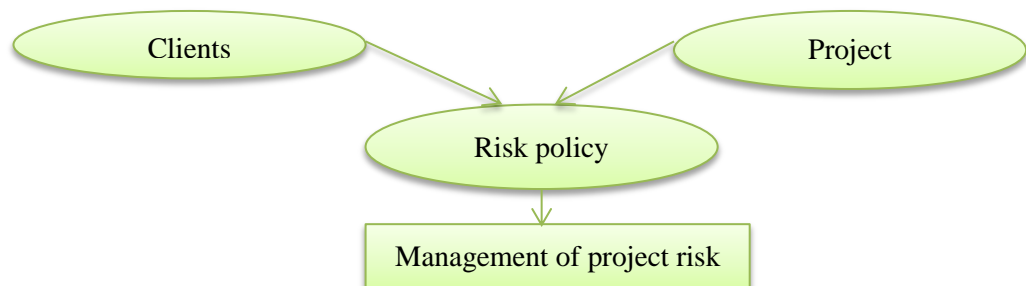 Clients
Project
Risk policy
Management of project risk